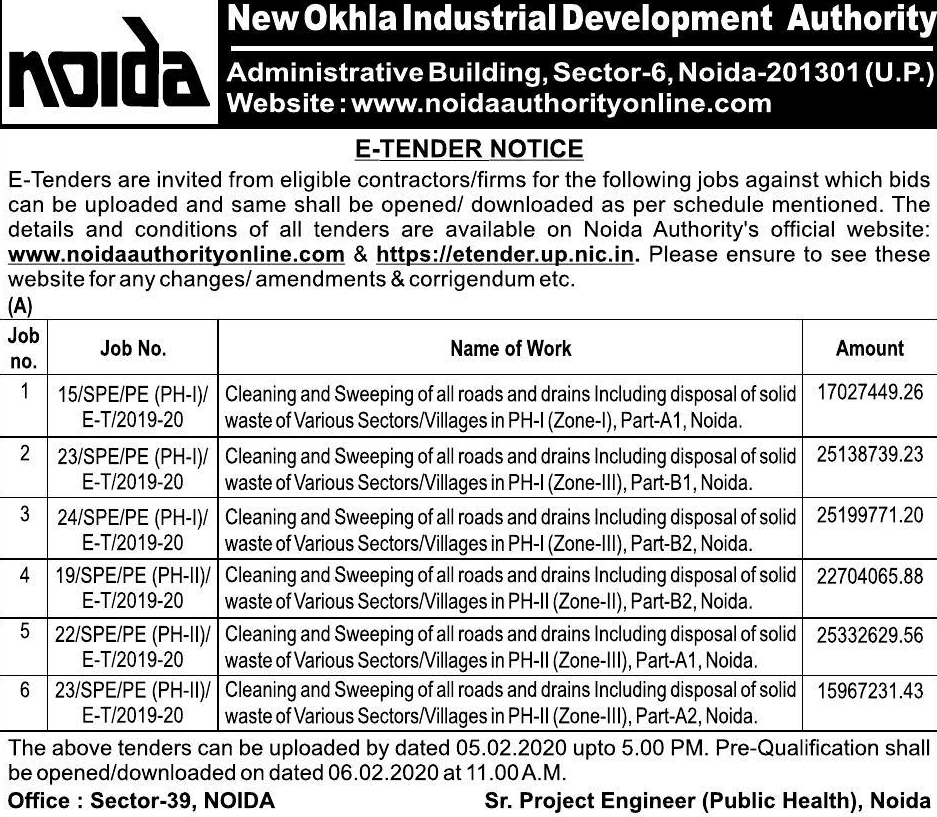 noida
New Okhla Industrial Development Authority
Administrative Building, Sector-6, Noida-201301 (U.P.)
Website : www.noidaauthorityonline.com
E-TENDER NOTICE
E-Tenders are invited from eligible contractors/firms for the following jobs against which bids
can be uploaded and same shall be opened/ downloaded as per schedule mentioned. The
details and conditions of all tenders are available on Noida Authority's official website:
www.noidaauthorityonline.com & https://etender.up.nic.in. Please ensure to see these
website for any changes/ amendments & corrigendum etc.
(A)
Job no. Job No. Name of Work Amount
1 15/SPE/PE (PH-I)/ Cleaning and Sweeping of all roads and drains Including disposal of solid 17027449.26
E-T/2019-20 waste of Various Sectors/Villages in PH-I (Zone-I), Part-A1, Noida.
2 23/SPE/PE (PH-I)/ Cleaning and Sweeping of all roads and drains Including disposal of solid 25138739.23
E-T/2019-20 waste of Various Sectors/Villages in PH-I (Zone-III), Part-B1, Noida.
3 24/SPE/PE (PH-I)/ Cleaning and Sweeping of all roads and drains Including disposal of solid 25199771.20
E-T/2019-20 waste of Various Sectors/Villages in PH-I (Zone-III), Part-B2, Noida.
4 19/SPE/PE (PH-II)/ Cleaning and Sweeping of all roads and drains Including disposal of solid 22704065.88
E-T/2019-20 waste of Various Sectors/Villages in PH-II (Zone-II), Part-B2, Noida.
5 22/SPE/PE (PH-II)/ Cleaning and Sweeping of all roads and drains Including disposal of solid 25332629.56
E-T/2019-20 waste of Various Sectors/Villages in PH-II (Zone-III), Part-A1, Noida.
6 23/SPE/PE (PH-II)/ Cleaning and Sweeping of all roads and drains Including disposal of solid 15967231.43
E-T/2019-20 waste of Various Sectors/Villages in PH-II (Zone-III), Part-A2, Noida.
The above tenders can be uploaded by dated 05.02.2020 upto 5.00 PM. Pre-Qualification shall
be opened/downloaded on dated 06.02.2020 at 11.00 A.M.
Office : Sector-39, NOIDA Sr. Project Engineer (Public Health), Noida